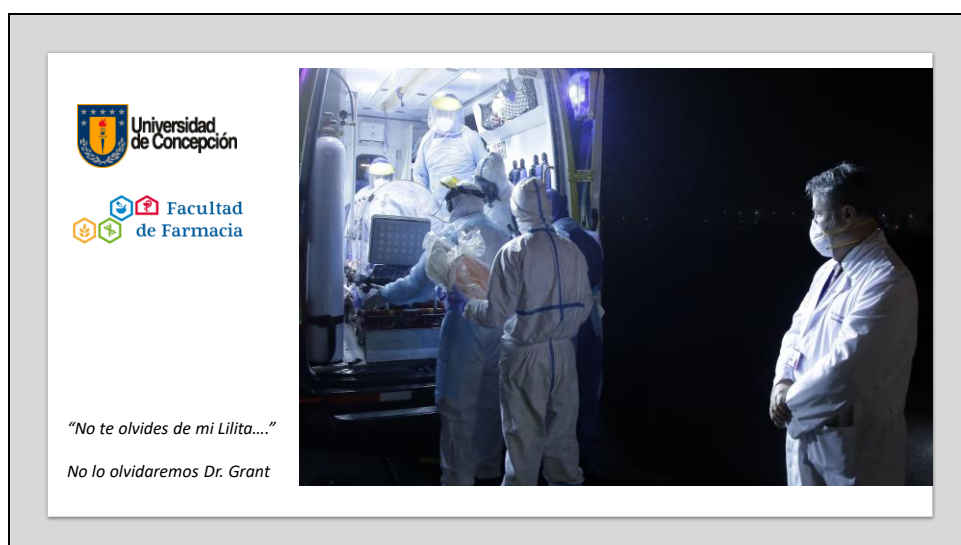 Universidad
de Concepción
Facultad
de Farmacia
“No te olvides de mi Lilita....”
No lo olvidaremos Dr. Grant